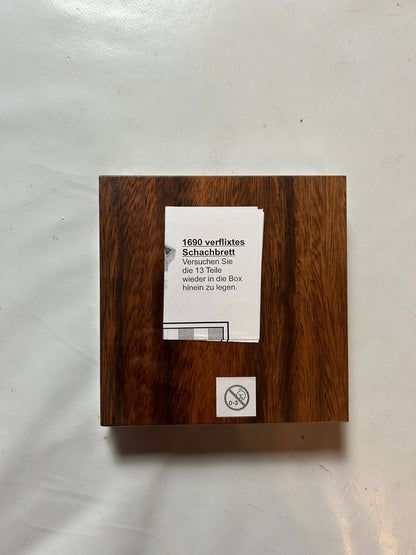 1690 verflixtes
Schachbrett
Versuchen Sie
die 13 Teile
wieder in die Box
hinein zu legen.
0-3